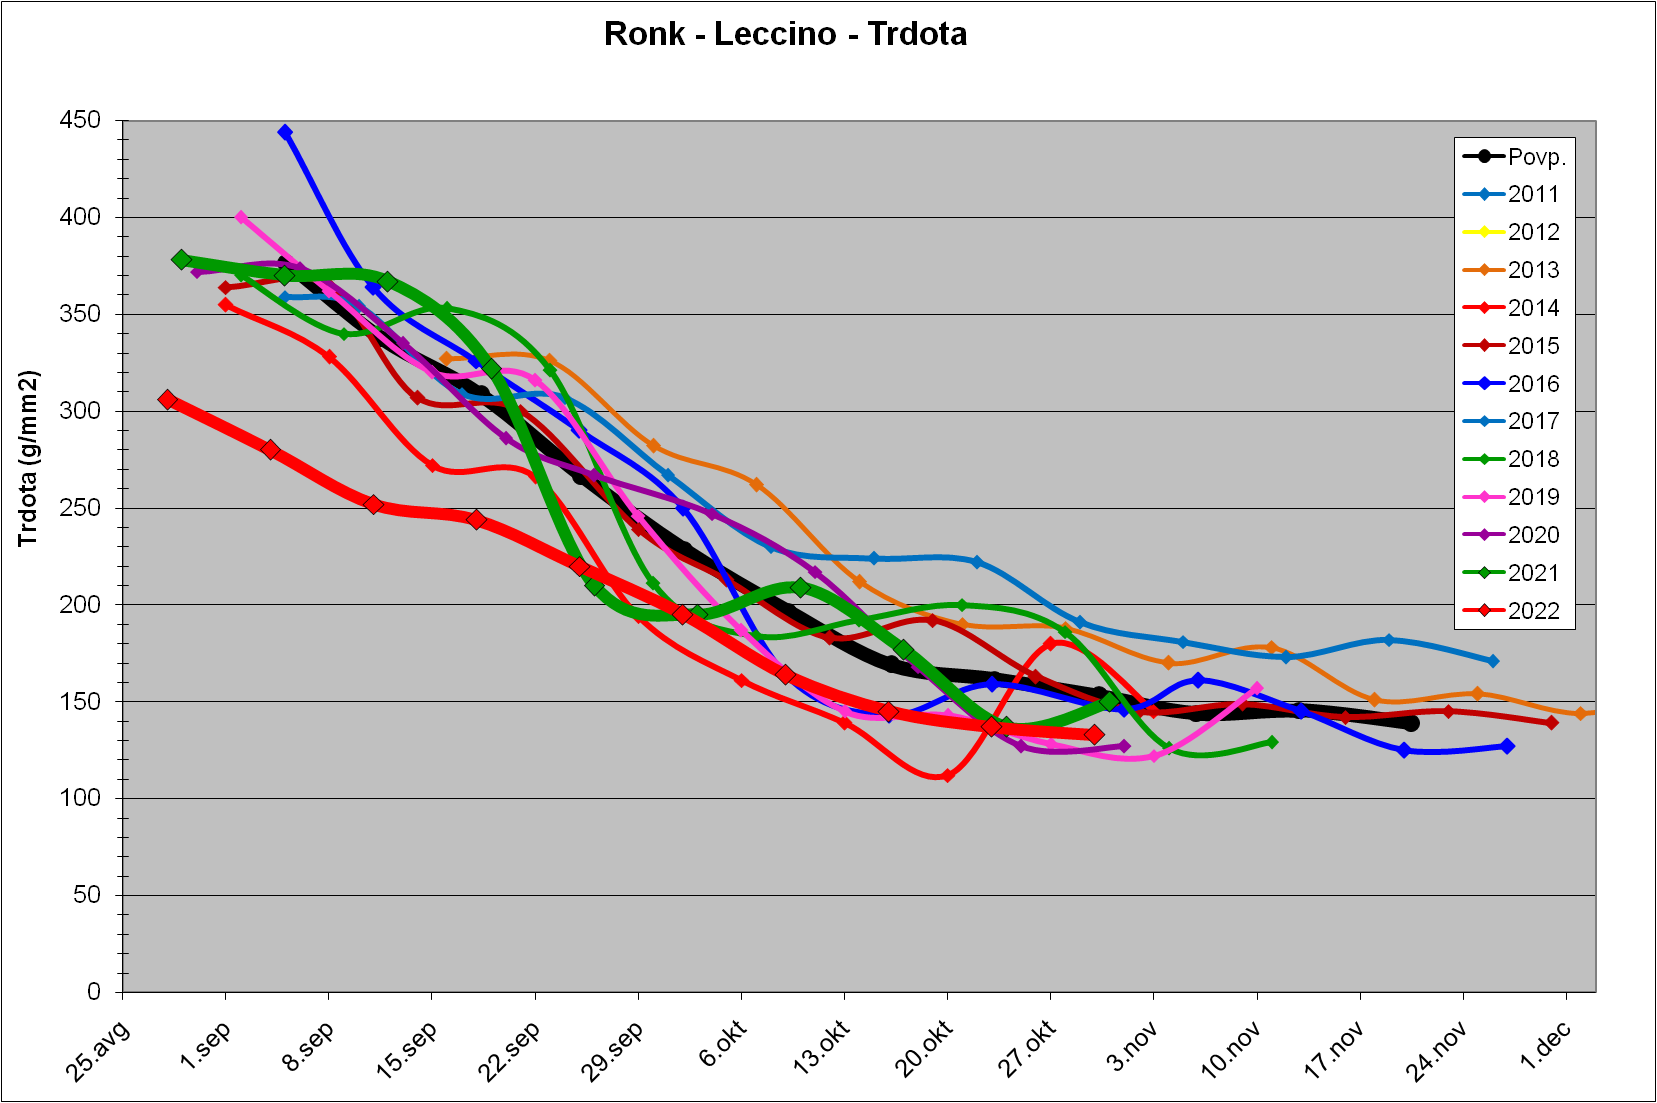 Ronk - Leccino - Trdota
Trdota (g/mm2)
450
400
350
300
250
200
150
100
50
0
25.avg
1.sep
8.sep
15.sep
22.sep
29.sep
6.okt
13.okt
20.okt
27.okt
3.nov
10.nov
17.nov
24.nov
1.dec
Povp.
2011
2012
2013
2014
2015
2016
2017
2018
2019
2020
2021
2022